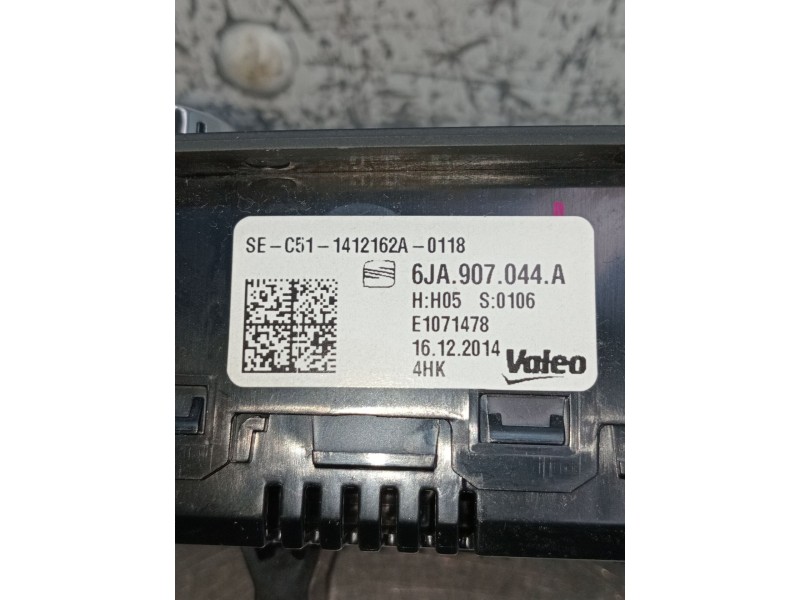 SE-C51-1412162A-0118
6JA.907.044.A
H:H05 S:0106
E1071478
16.12.2014
4HK
Valeo